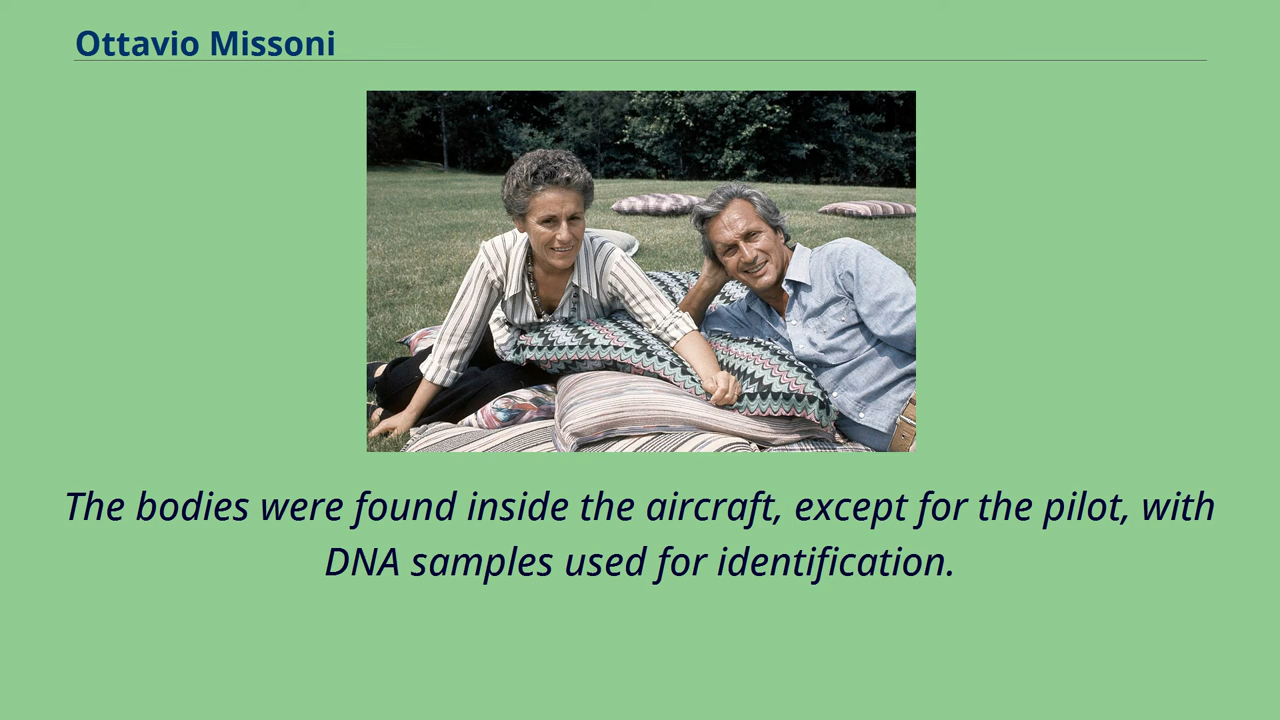 Ottavio Missoni
The bodies were found inside the aircraft, except for the pilot, with
DNA samples used for identification.